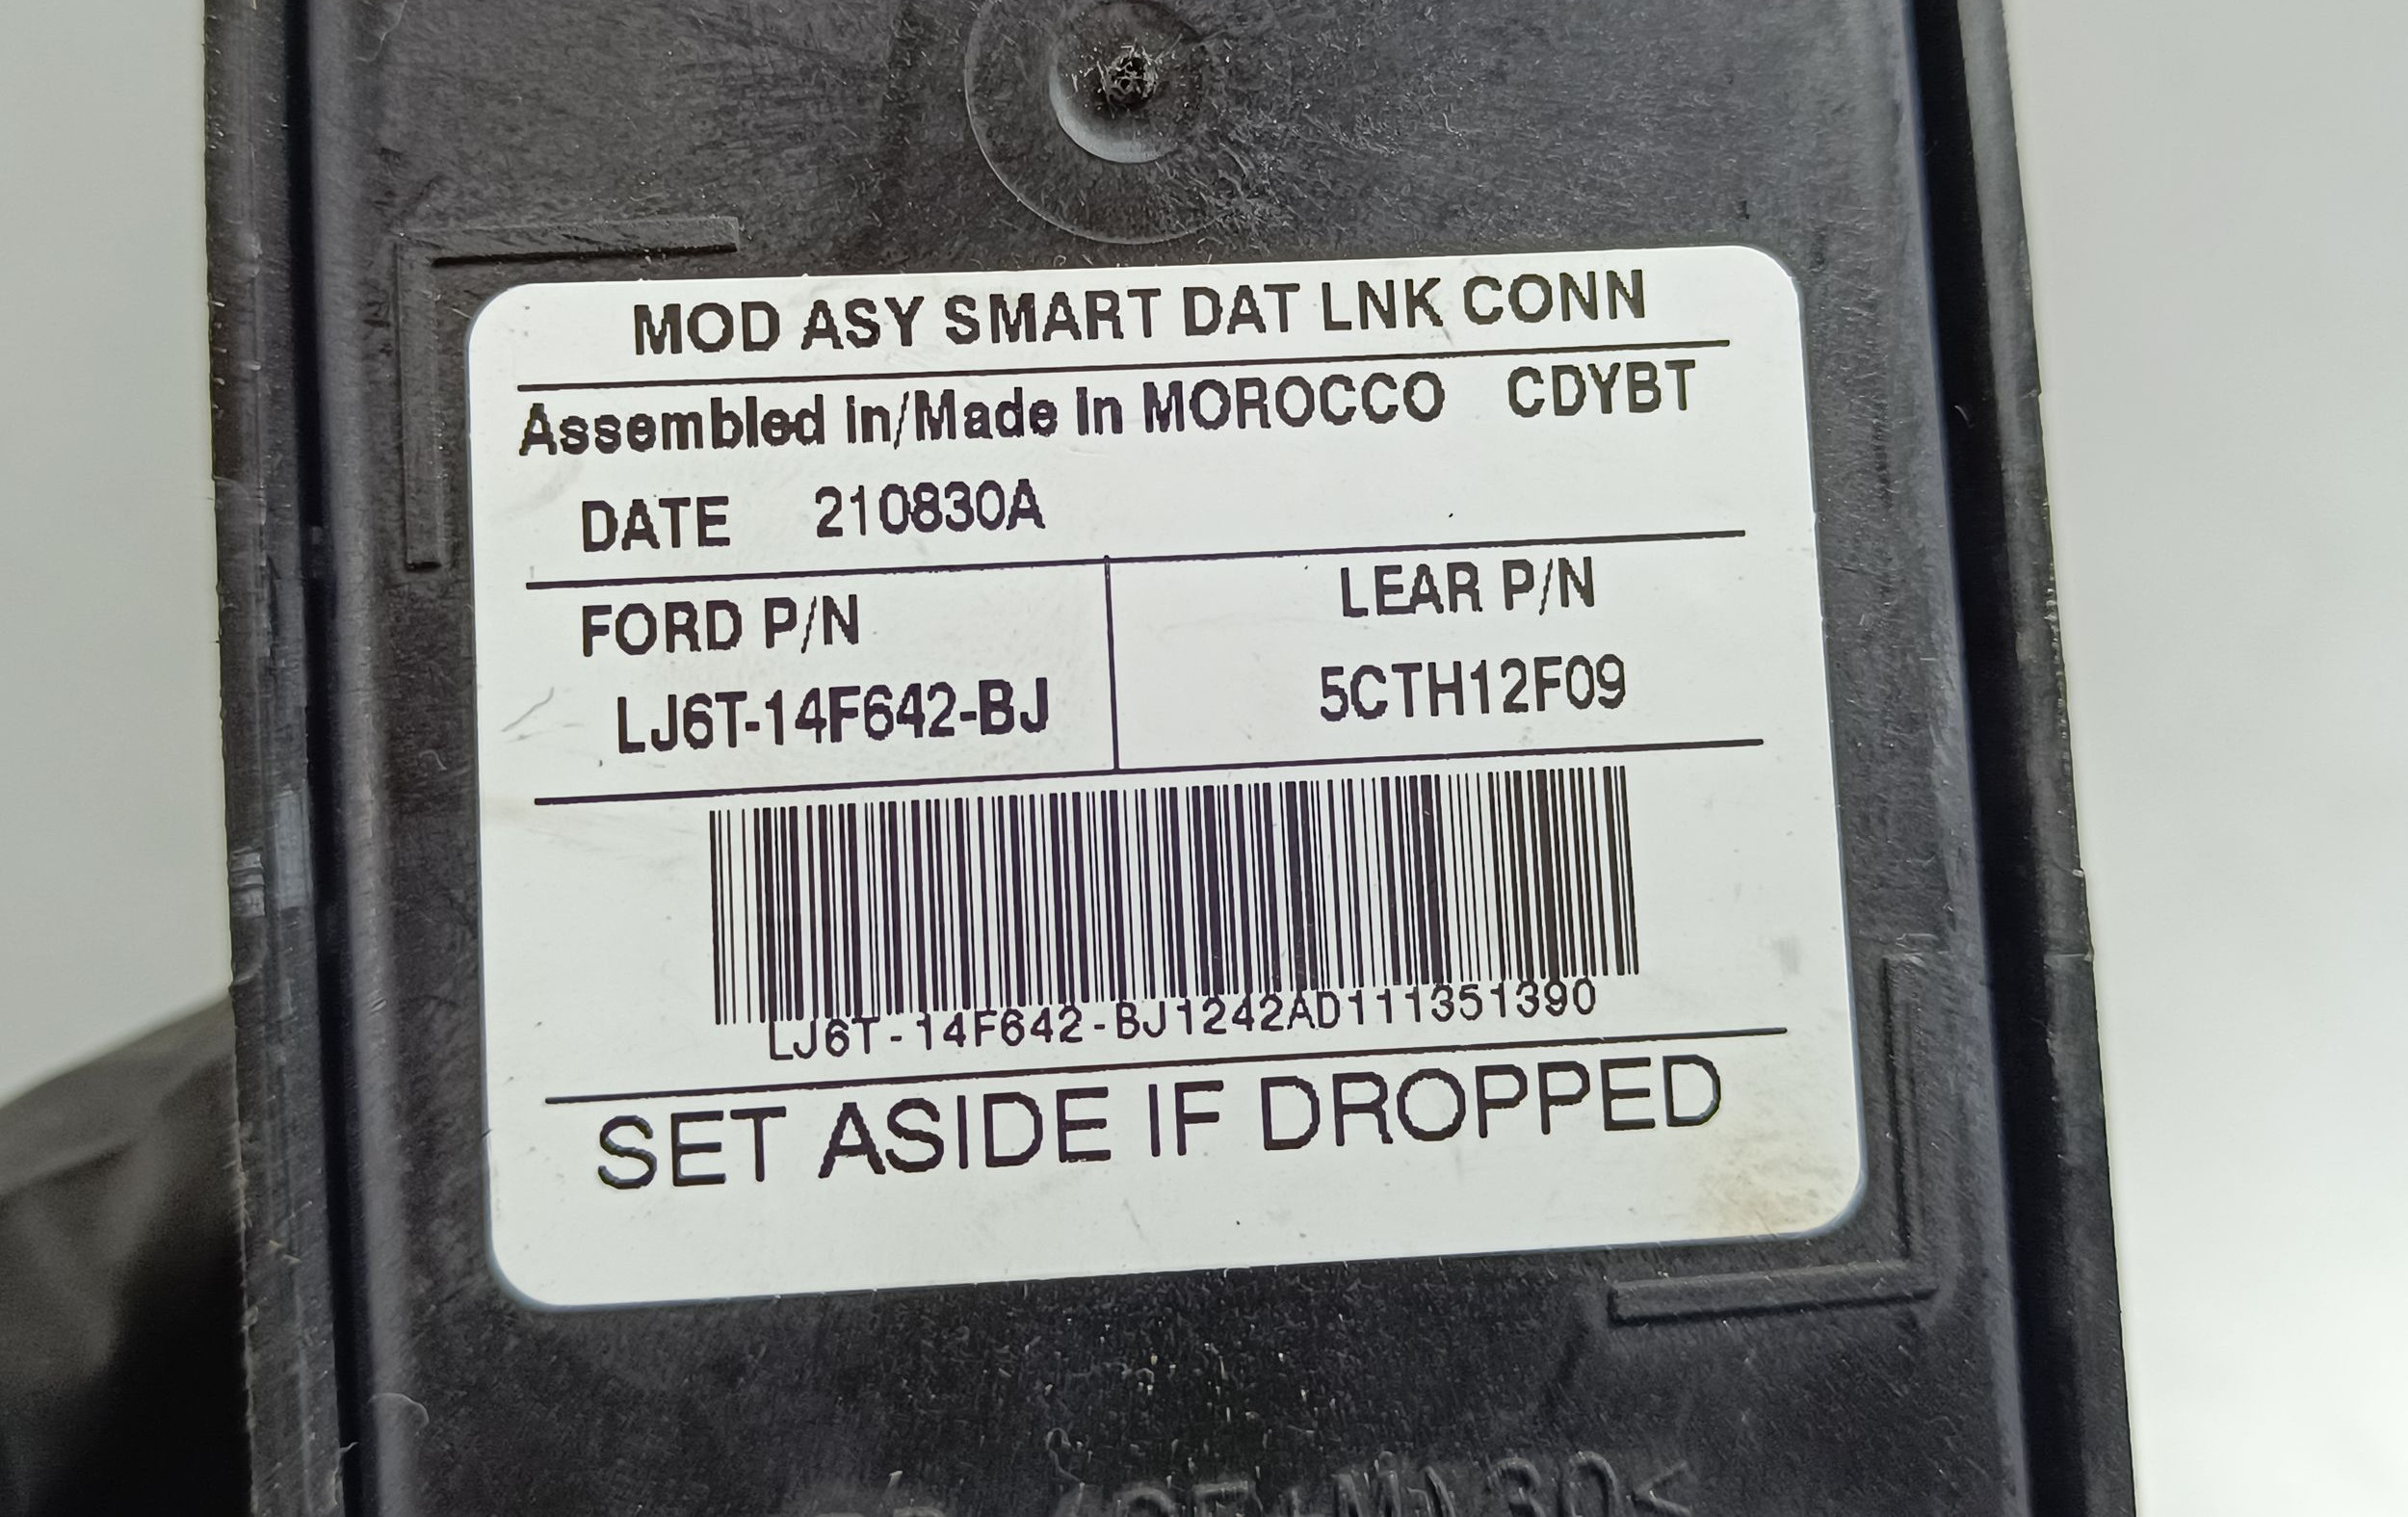 MOD ASY SMART DAT LNK CONN
Assembled in/Made in MOROCCO CDYBT
DATE 210830A
FORD P/N
LJ6T-14F642-BJ
LEAR P/N
5CTH12F09
LJ6T-14F642-BJ1242AD111351390
SET ASIDE IF DROPPED